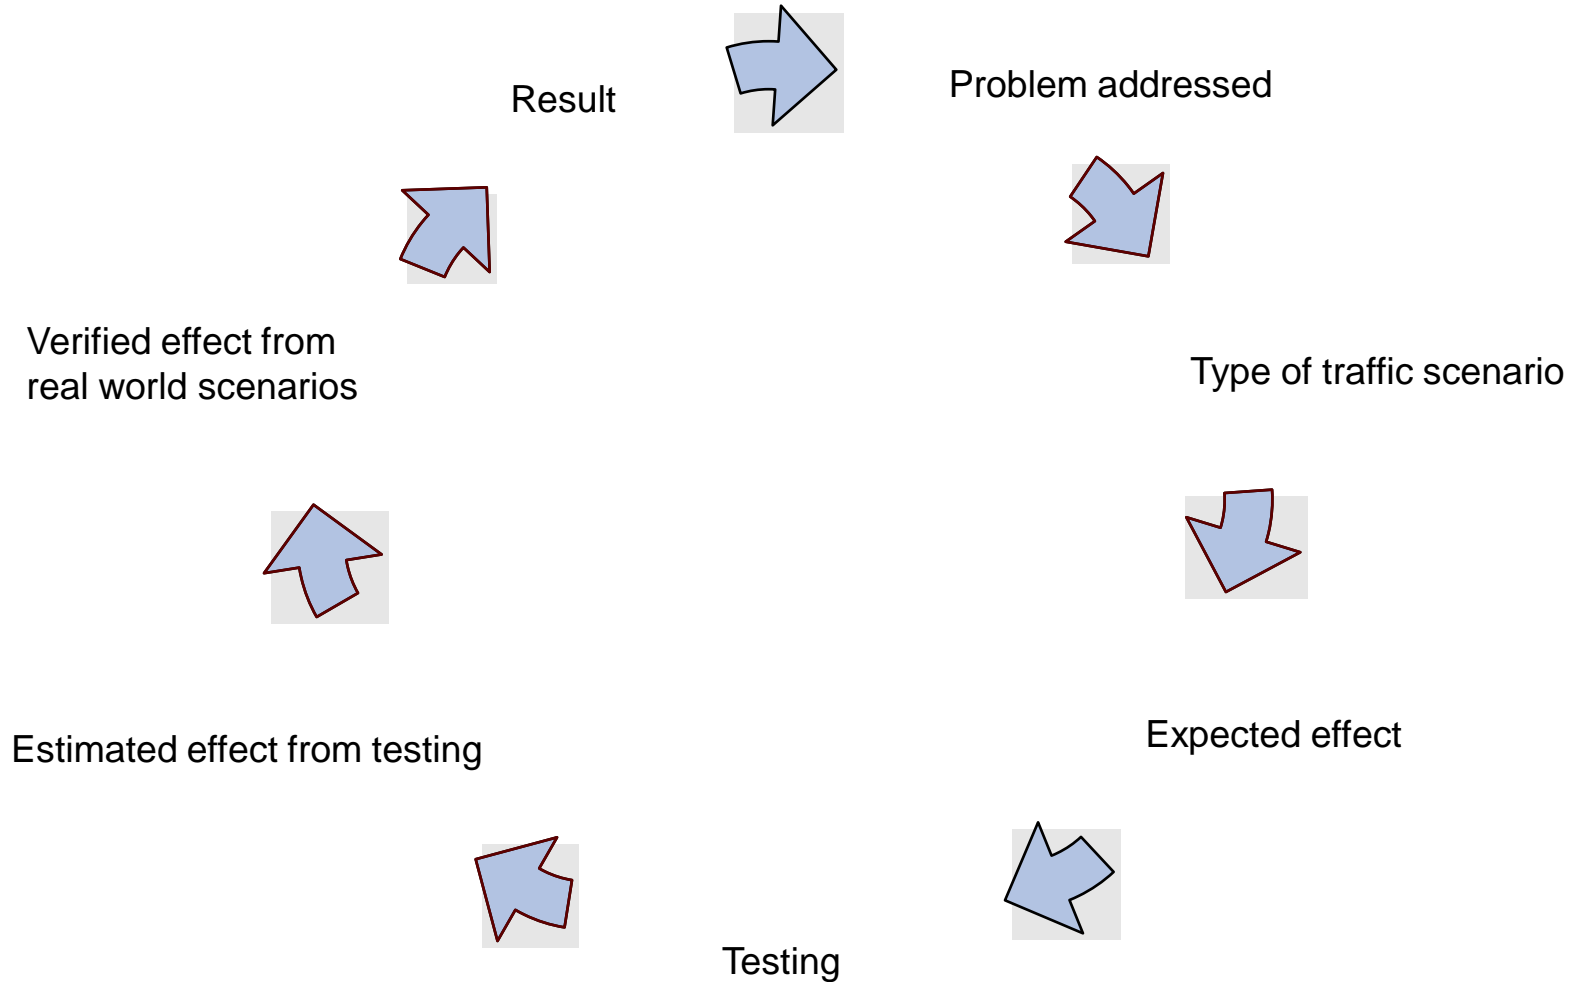 Result
Problem addressed
Verified effect from
real world scenarios
Type of traffic scenario
Estimated effect from testing
Expected effect
Testing